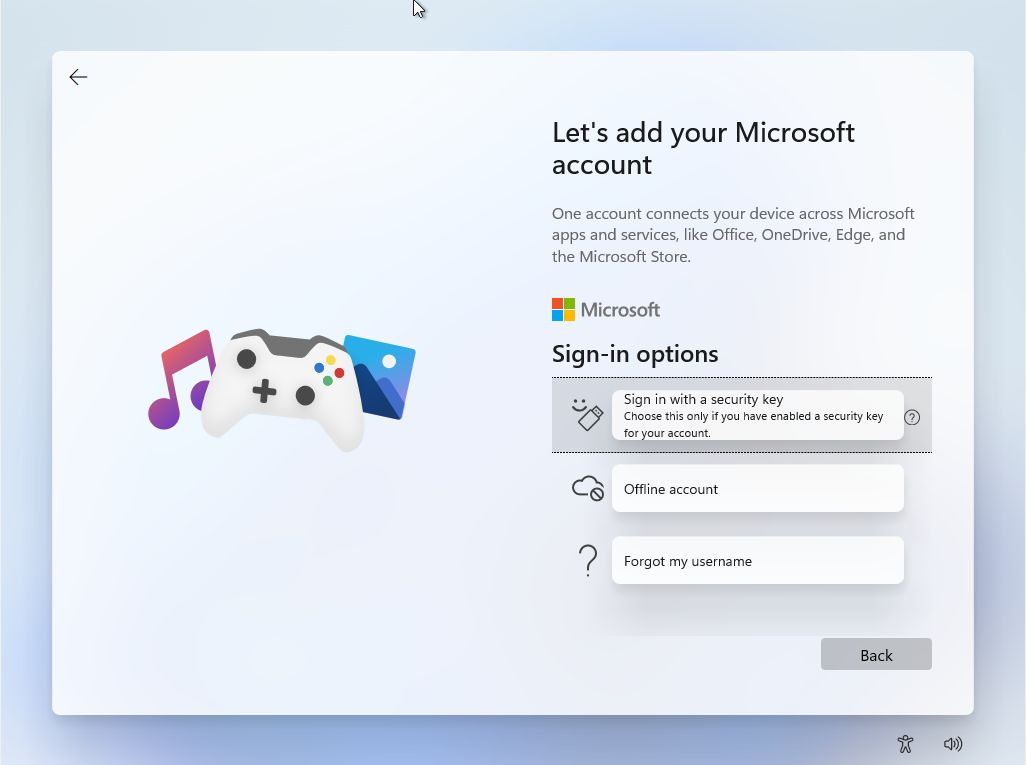 Let's add your Microsoft
account
One account connects your device across Microsoft
apps and services, like Office, OneDrive, Edge, and
the Microsoft Store.
Microsoft
Sign-in options
Sign in with a security key
Choose this only if you have enabled a security key
for your account.
Offline account
Forgot my username
Back